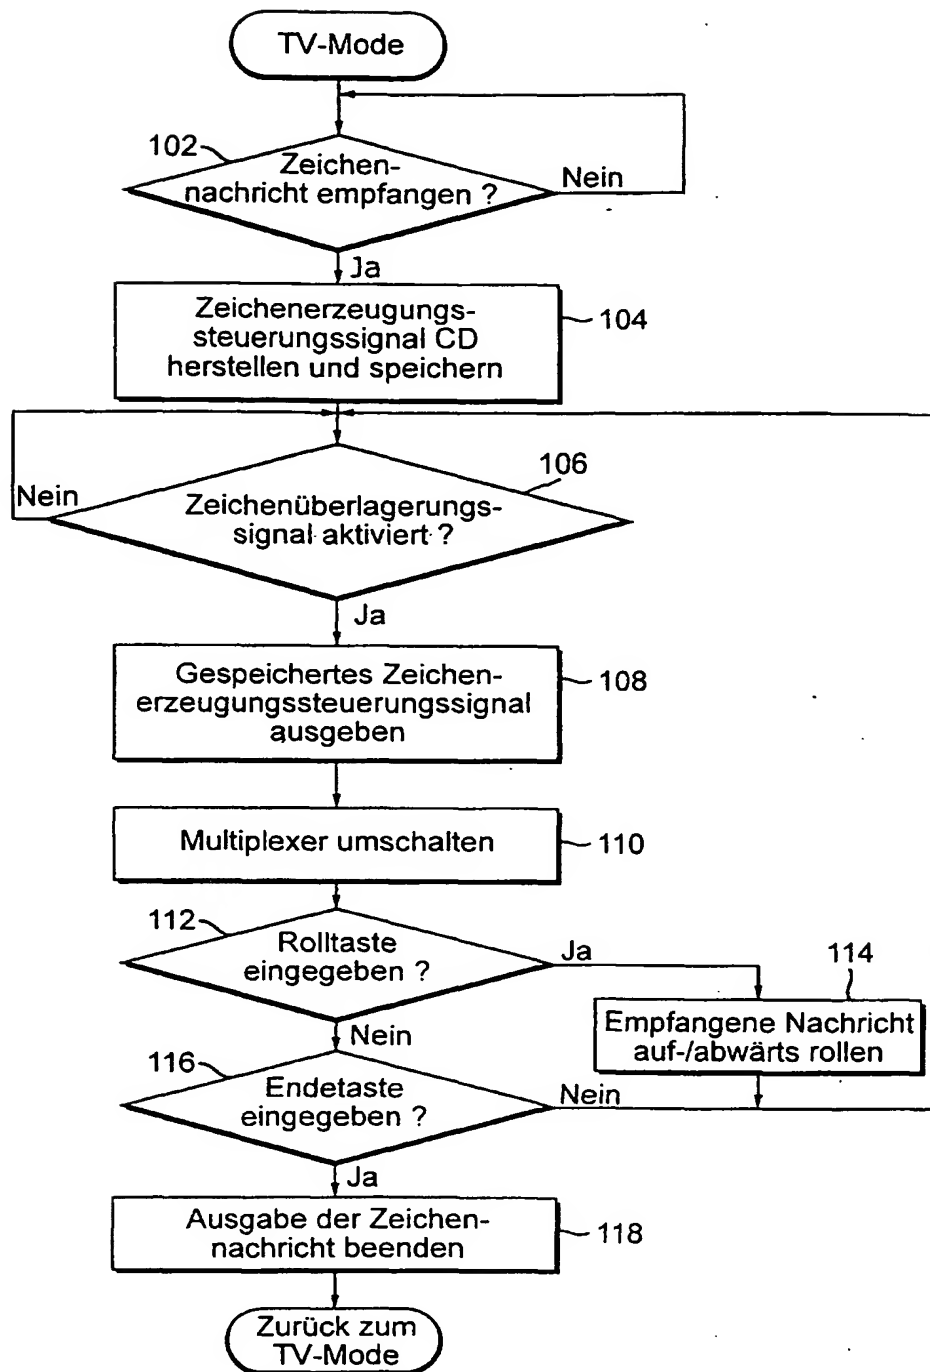 TV-Mode
102
Zeichen-
nachricht empfangen ?
Nein
Ja
Zeichenerzeugungs-
steuerungssignal CD
herstellen und speichern
104
106
Nein
Zeichenüberlagerungs-
signal aktiviert ?
Ja
Gespeichertes Zeichen-
erzeugungssteuerungssignal
ausgeben
108
Multiplexer umschalten
110
112
Rolltaste
eingegeben ?
Ja
114
Empfangene Nachricht
auf-/abwärts rollen
Nein
116
Endetaste
eingegeben ?
Nein
Ja
Ausgabe der Zeichen-
nachricht beenden
118
Zurück zum
TV-Mode